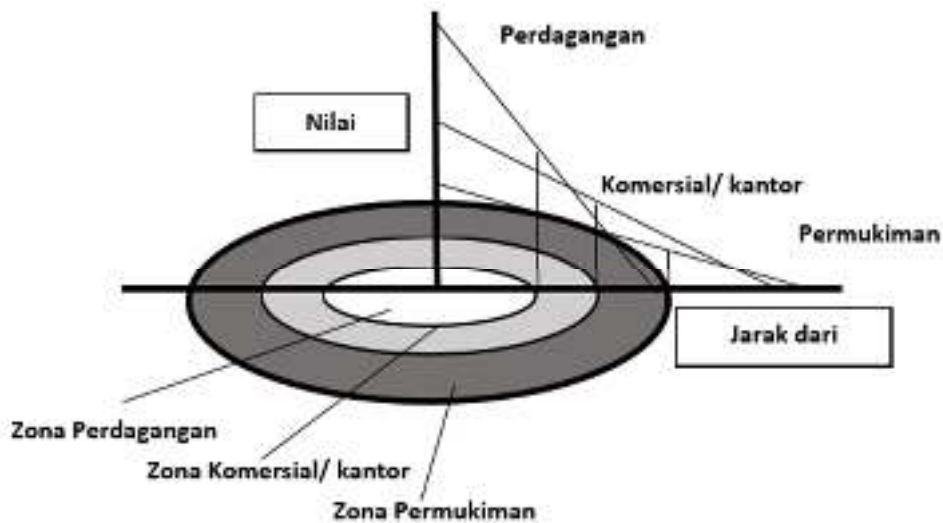 Perdagangan
Nilai
Komersial/ kantor
Permukiman
Jarak dari
Zona Perdagangan
Zona Komersial/ kantor
Zona Permukiman